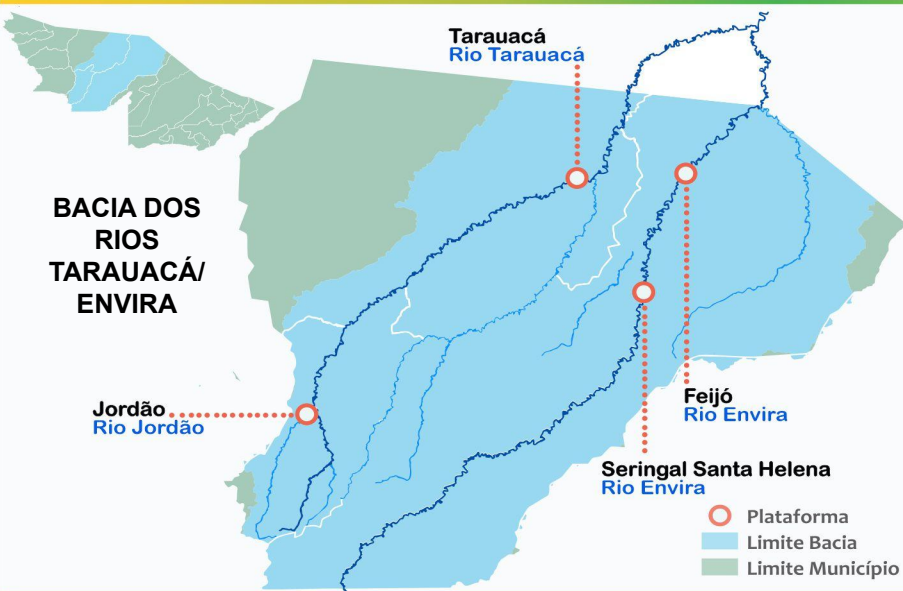 Tarauacá
Rio Tarauacá
BACIA DOS
RIOS
TARAUACÁ/
ENVIRA
Jordão
Rio Jordão
Feijó
Rio Envira
Seringal Santa Helena
Rio Envira
Plataforma
Limite Bacia
Limite Município